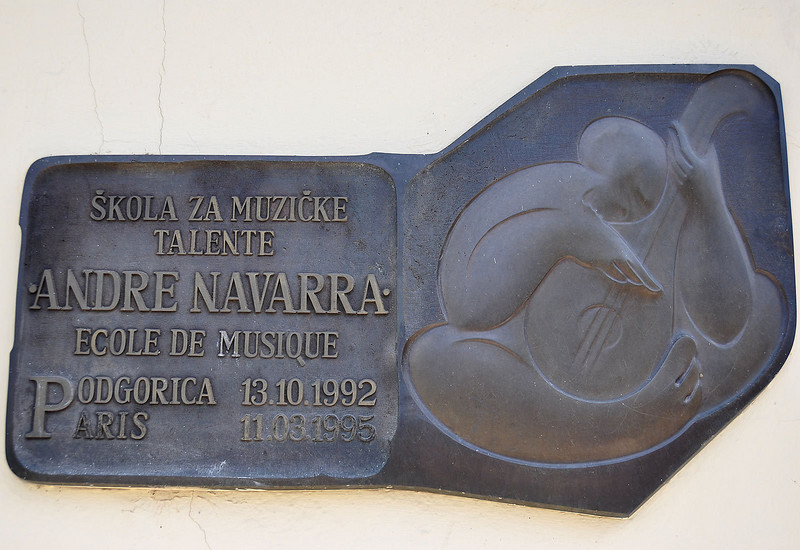 ŠKOLA ZA MUZIČKE
TALENTE
·ANDRE NAVARRA·
ECOLE DE MUSIQUE
PODGORICA 13.10.1992
PARIS 11.03.1995